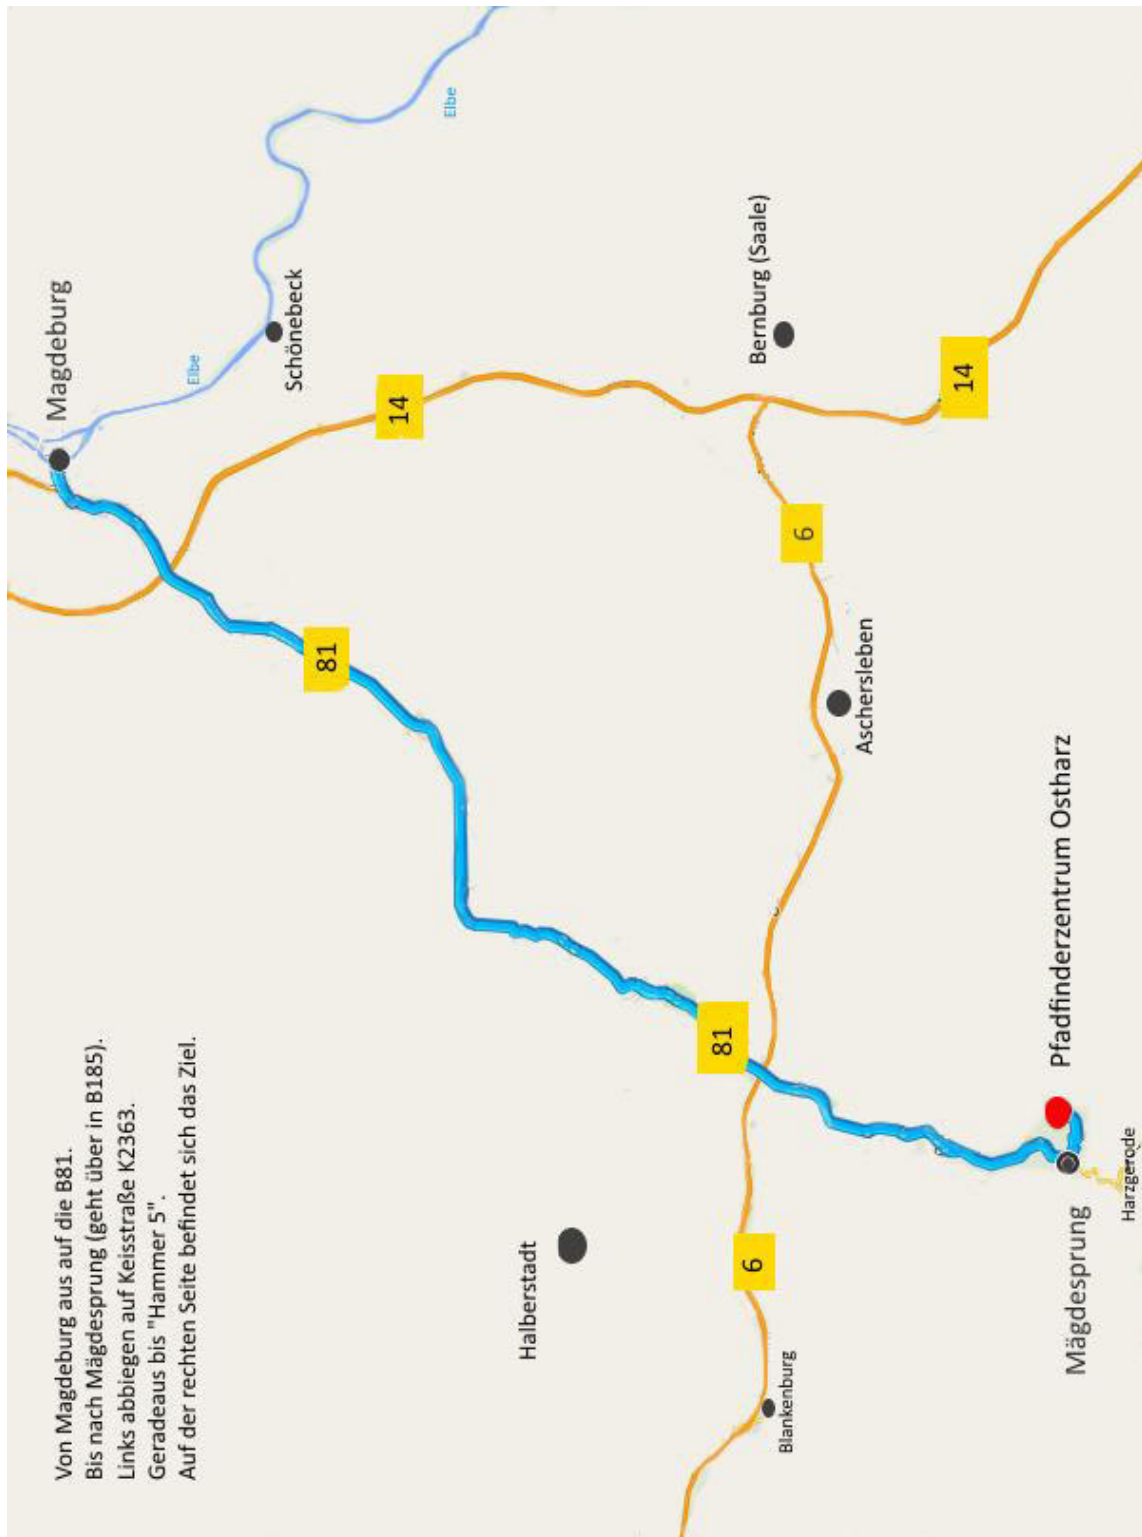 Von Magdeburg aus auf die B81.
Bis nach Mägdesprung (geht über in B185).
Links abbiegen auf Keisstraße K2363.
Geradeaus bis "Hammer 5".
Auf der rechten Seite befindet sich das Ziel.
Magdeburg
Elbe
Schönebeck
Elbe
14
81
Halberstadt
Bernburg (Saale)
6
14
Aschersleben
81
6
Blankenburg
Pfadfinderzentrum Ostharz
Mägdesprung
Harzgerode